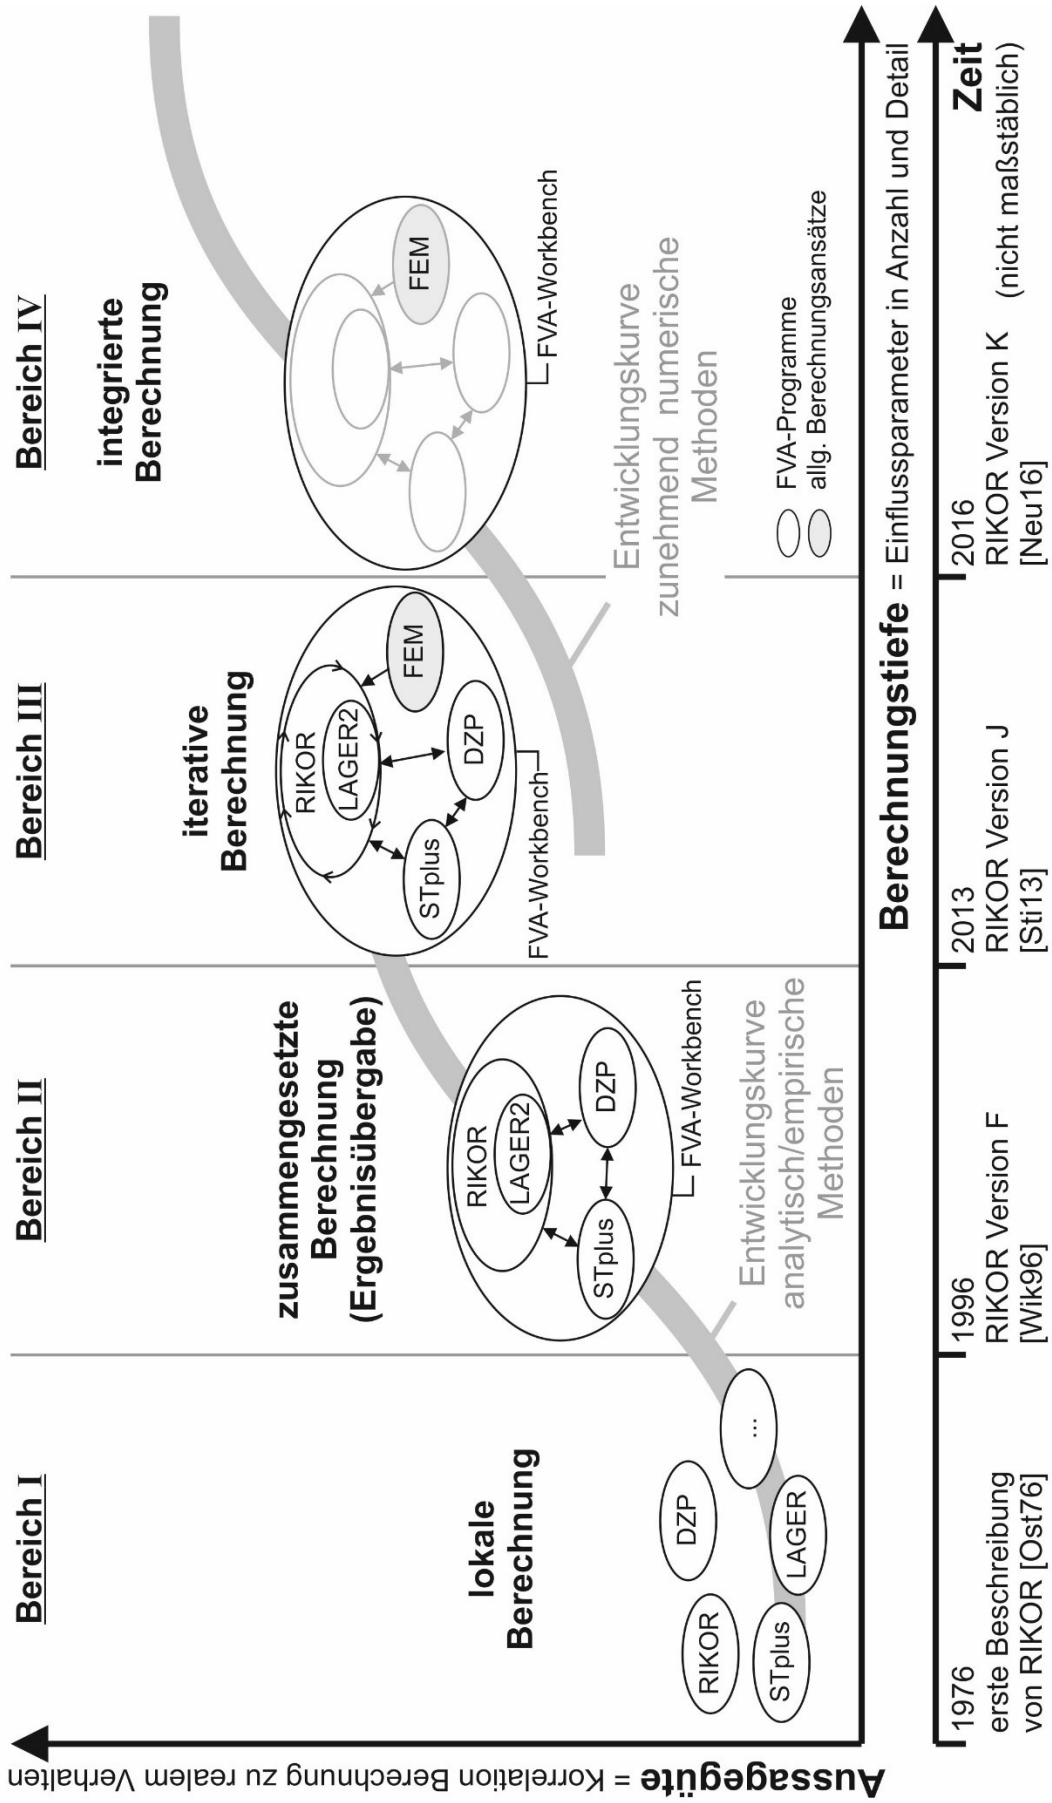 Bereich I
Bereich II
Bereich III
Bereich IV
lokale
Berechnung
zusammengesetzte
Berechnung
(Ergebnisübergabe)
iterative
Berechnung
integrierte
Berechnung
RIKOR
DZP
STplus
LAGER
...
RIKOR
LAGER2
STplus
DZP
FVA-Workbench
RIKOR
LAGER2
STplus
DZP
FEM
FVA-Workbench
FEM
FVA-Workbench
Entwicklungskurve
analytisch/empirische
Methoden
Entwicklungskurve
zunehmend numerische
Methoden
FVA-Programme
allg. Berechnungsansätze
Aussagegüte = Korrelation Berechnung zu realem Verhalten
Berechnungstiefe = Einflussparameter in Anzahl und Detail
1976
erste Beschreibung
von RIKOR [Ost76]
1996
RIKOR Version F
[Wik96]
2013
RIKOR Version J
[Sti13]
2016
RIKOR Version K
[Neu16]
Zeit
(nicht maßstäblich)